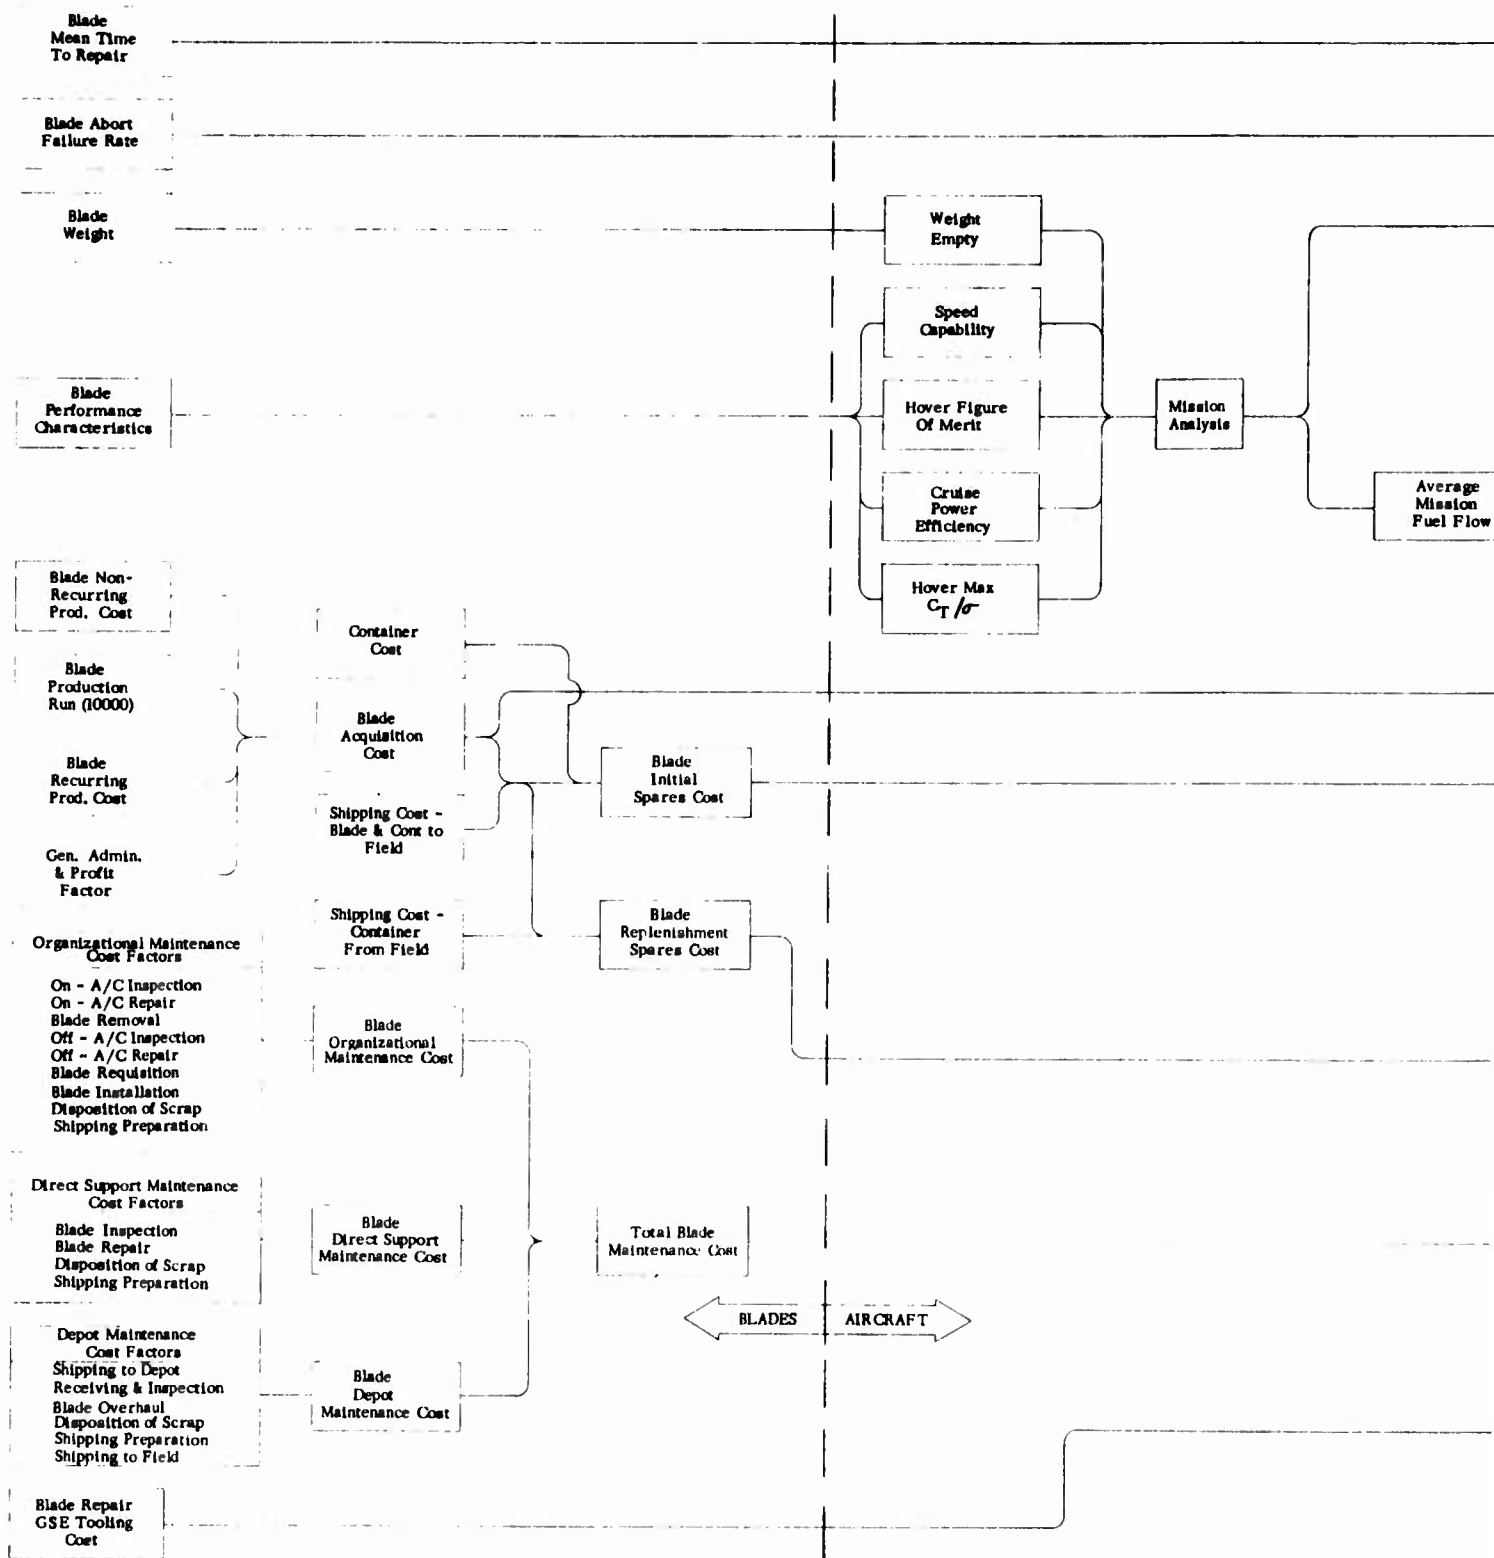 Blade
Mean Time
To Repair
Blade Abort
Failure Rate
Blade
Weight
Weight
Empty
Speed
Capability
Blade
Performance
Characteristics
Hover Figure
Of Merit
Mission
Analysis
Cruise
Power
Efficiency
Average
Mission
Fuel Flow
Hover Max
C_T/σ
Blade Non-
Recurring
Prod. Cost
Container
Cost
Blade
Production
Run (10000)
Blade
Acquisition
Cost
Blade
Recurring
Prod. Cost
Blade
Initial
Spares Cost
Shipping Cost -
Blade & Cont to
Field
Gen. Admin.
& Profit
Factor
Shipping Cost -
Container
From Field
Blade
Replenishment
Spares Cost
Organizational Maintenance
Cost Factors
On - A/C Inspection
On - A/C Repair
Blade Removal
Off - A/C Inspection
Off - A/C Repair
Blade Requisition
Blade Installation
Disposition of Scrap
Shipping Preparation
Blade
Organizational
Maintenance Cost
Direct Support Maintenance
Cost Factors
Blade Inspection
Blade Repair
Disposition of Scrap
Shipping Preparation
Blade
Direct Support
Maintenance Cost
Total Blade
Maintenance Cost
BLADES
AIRCRAFT
Depot Maintenance
Cost Factors
Shipping to Depot
Receiving & Inspection
Blade Overhaul
Disposition of Scrap
Shipping Preparation
Shipping to Field
Blade
Depot
Maintenance Cost
Blade Repair
GSE Tooling
Cost